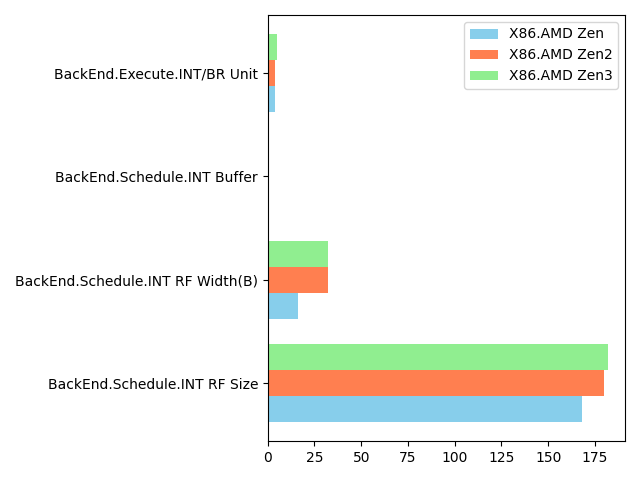 X86.AMD Zen
X86.AMD Zen2
X86.AMD Zen3
BackEnd.Execute.INT/BR Unit
BackEnd.Schedule.INT Buffer
BackEnd.Schedule.INT RF Width(B)
BackEnd.Schedule.INT RF Size
0 25 50 75 100 125 150 175